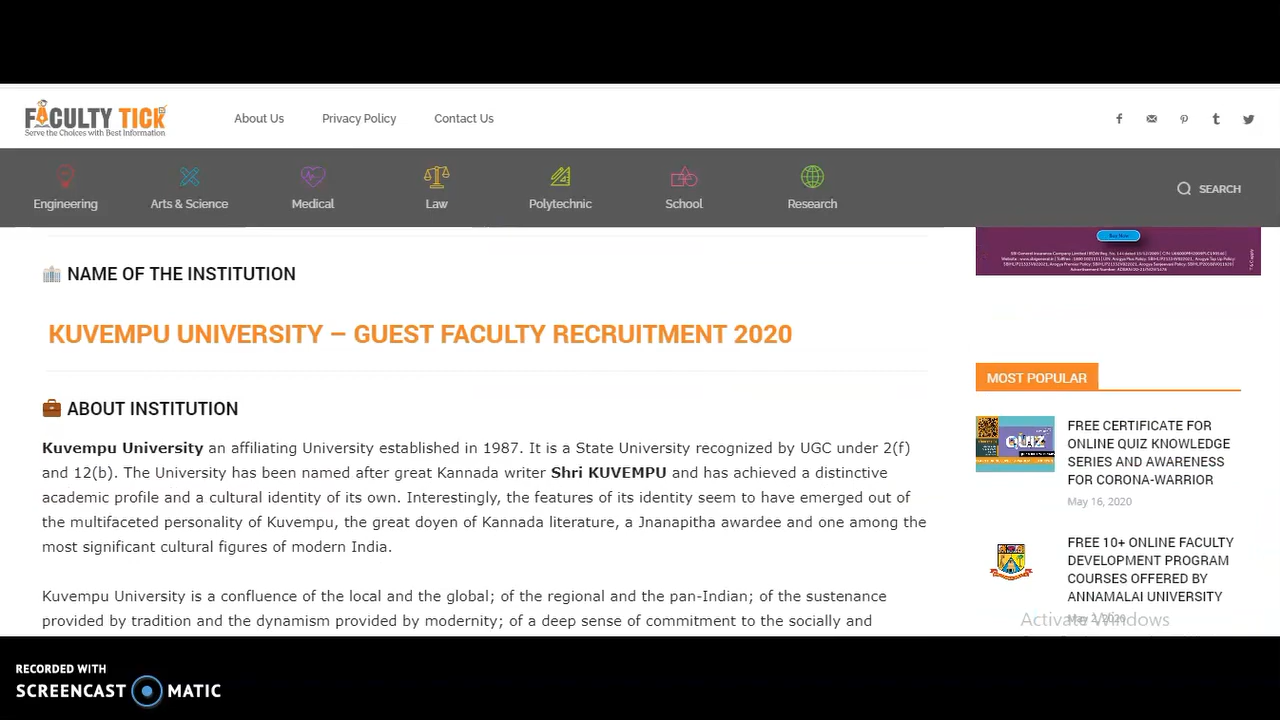 FACULTY TICK
Serve the Choices with Best Information
About Us
Privacy Policy
Contact Us
Engineering
Arts & Science
Medical
Law
Polytechnic
School
Research
SEARCH
NAME OF THE INSTITUTION
KUVEMPU UNIVERSITY – GUEST FACULTY RECRUITMENT 2020
ABOUT INSTITUTION
Kuvempu University an affiliating University established in 1987. It is a State University recognized by UGC under 2(f)
and 12(b). The University has been named after great Kannada writer Shri KUVEMPU and has achieved a distinctive
academic profile and a cultural identity of its own. Interestingly, the features of its identity seem to have emerged out of
the multifaceted personality of Kuvempu, the great doyen of Kannada literature, a Jnanapitha awardee and one among the
most significant cultural figures of modern India.
Kuvempu University is a confluence of the local and the global; of the regional and the pan-Indian; of the sustenance
provided by tradition and the dynamism provided by modernity; of a deep sense of commitment to the socially and
Buy Now
MOST POPULAR
QUIZ
FREE CERTIFICATE FOR
ONLINE QUIZ KNOWLEDGE
SERIES AND AWARENESS
FOR CORONA-WARRIOR
May 16, 2020
FREE 10+ ONLINE FACULTY
DEVELOPMENT PROGRAM
COURSES OFFERED BY
ANNAMALAI UNIVERSITY
May 2, 2020
Activate Windows
RECORDED WITH
SCREENCAST MATIC